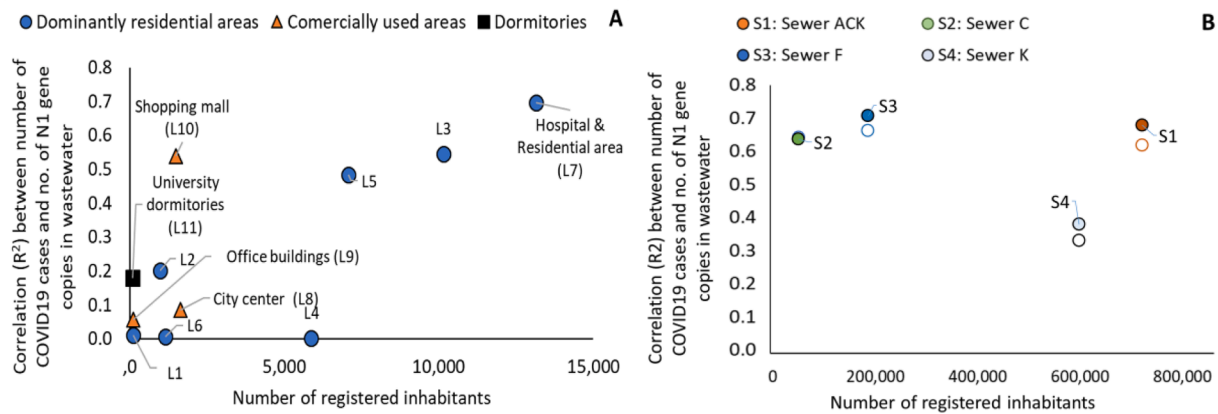 Dominantly residential areas
Comercially used areas
Dormitories
A
Correlation (R²) between number of
COVID19 cases and no. of N1 gene
copies in wastewater
0.8
0.7
0.6
0.5
0.4
0.3
0.2
0.1
0.0
Shopping mall
(L10)
University
dormitories
(L11)
L2
Office buildings (L9)
City center (L8)
L4
L6
L1
L5
L3
Hospital &
Residential area
(L7)
,0
5,000
10,000
15,000
Number of registered inhabitants
S1: Sewer ACK
S2: Sewer C
B
S3: Sewer F
S4: Sewer K
Correlation (R2) between number of
COVID19 cases and no. of N1 gene
copies in wastewater
0.8
0.7
0.6
0.5
0.4
0.3
0.2
0.1
0.0
S2
S3
S4
S1
0
200,000
400,000
600,000
800,000
Number of registered inhabitants